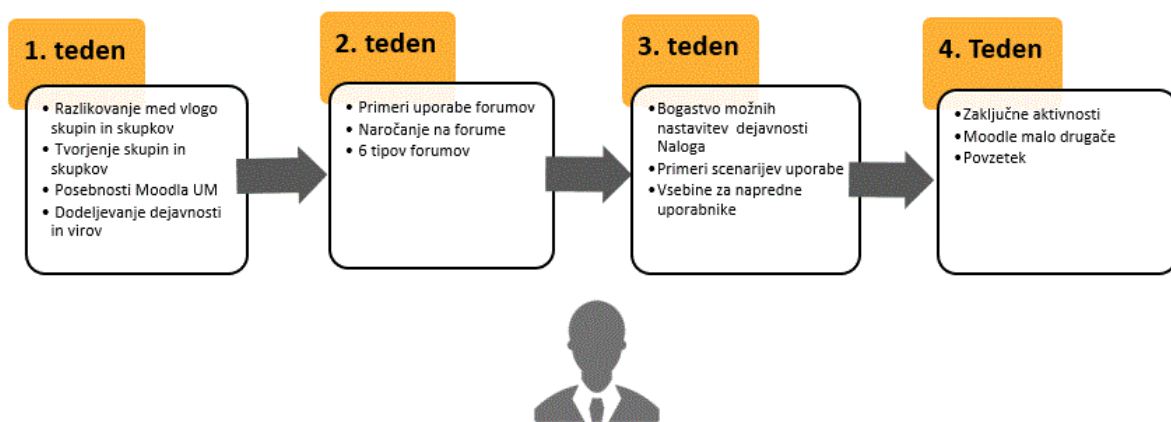 1. teden
• Razlikovanje med vlogo
skupin in skupkov
• Tvorjenje skupin in
skupkov
• Posebnosti Moodla UM
• Dodeljevanje dejavnosti
in virov
2. teden
• Primeri uporabe forumov
• Naročanje na forume
• 6 tipov forumov
3. teden
• Bogastvo možnih
nastavitev dejavnosti
Naloga
• Primeri scenarijev uporabe
• Vsebine za napredne
uporabnike
4. Teden
• Zaključne aktivnosti
• Moodle malo drugače
• Povzetek